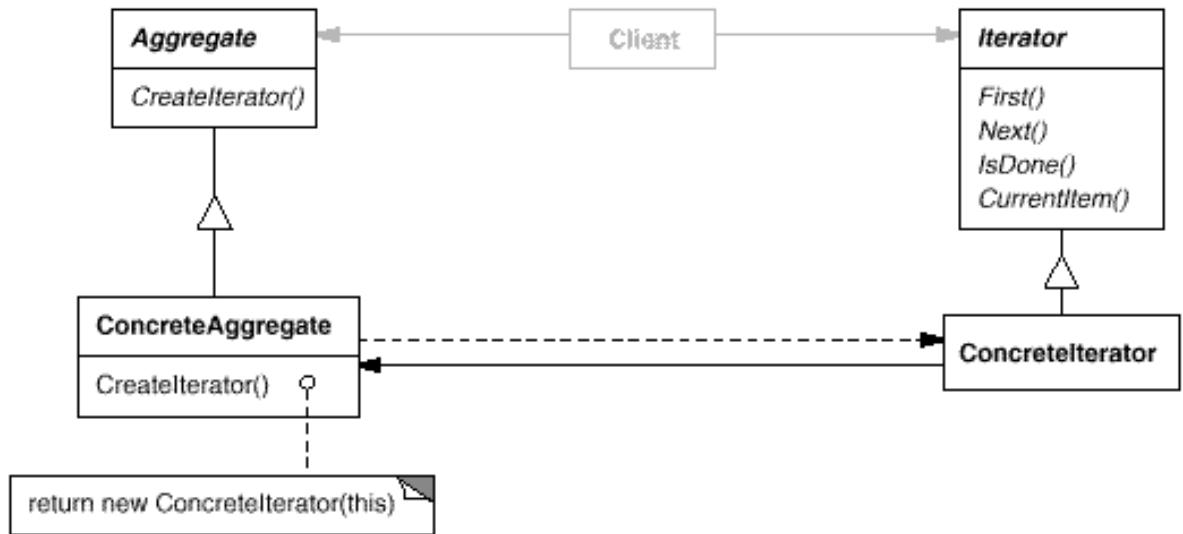 Aggregate
CreateIterator()
Client
Iterator
First()
Next()
IsDone()
CurrentItem()
ConcreteAggregate
CreateIterator()
ConcreteIterator
return new ConcreteIterator(this)